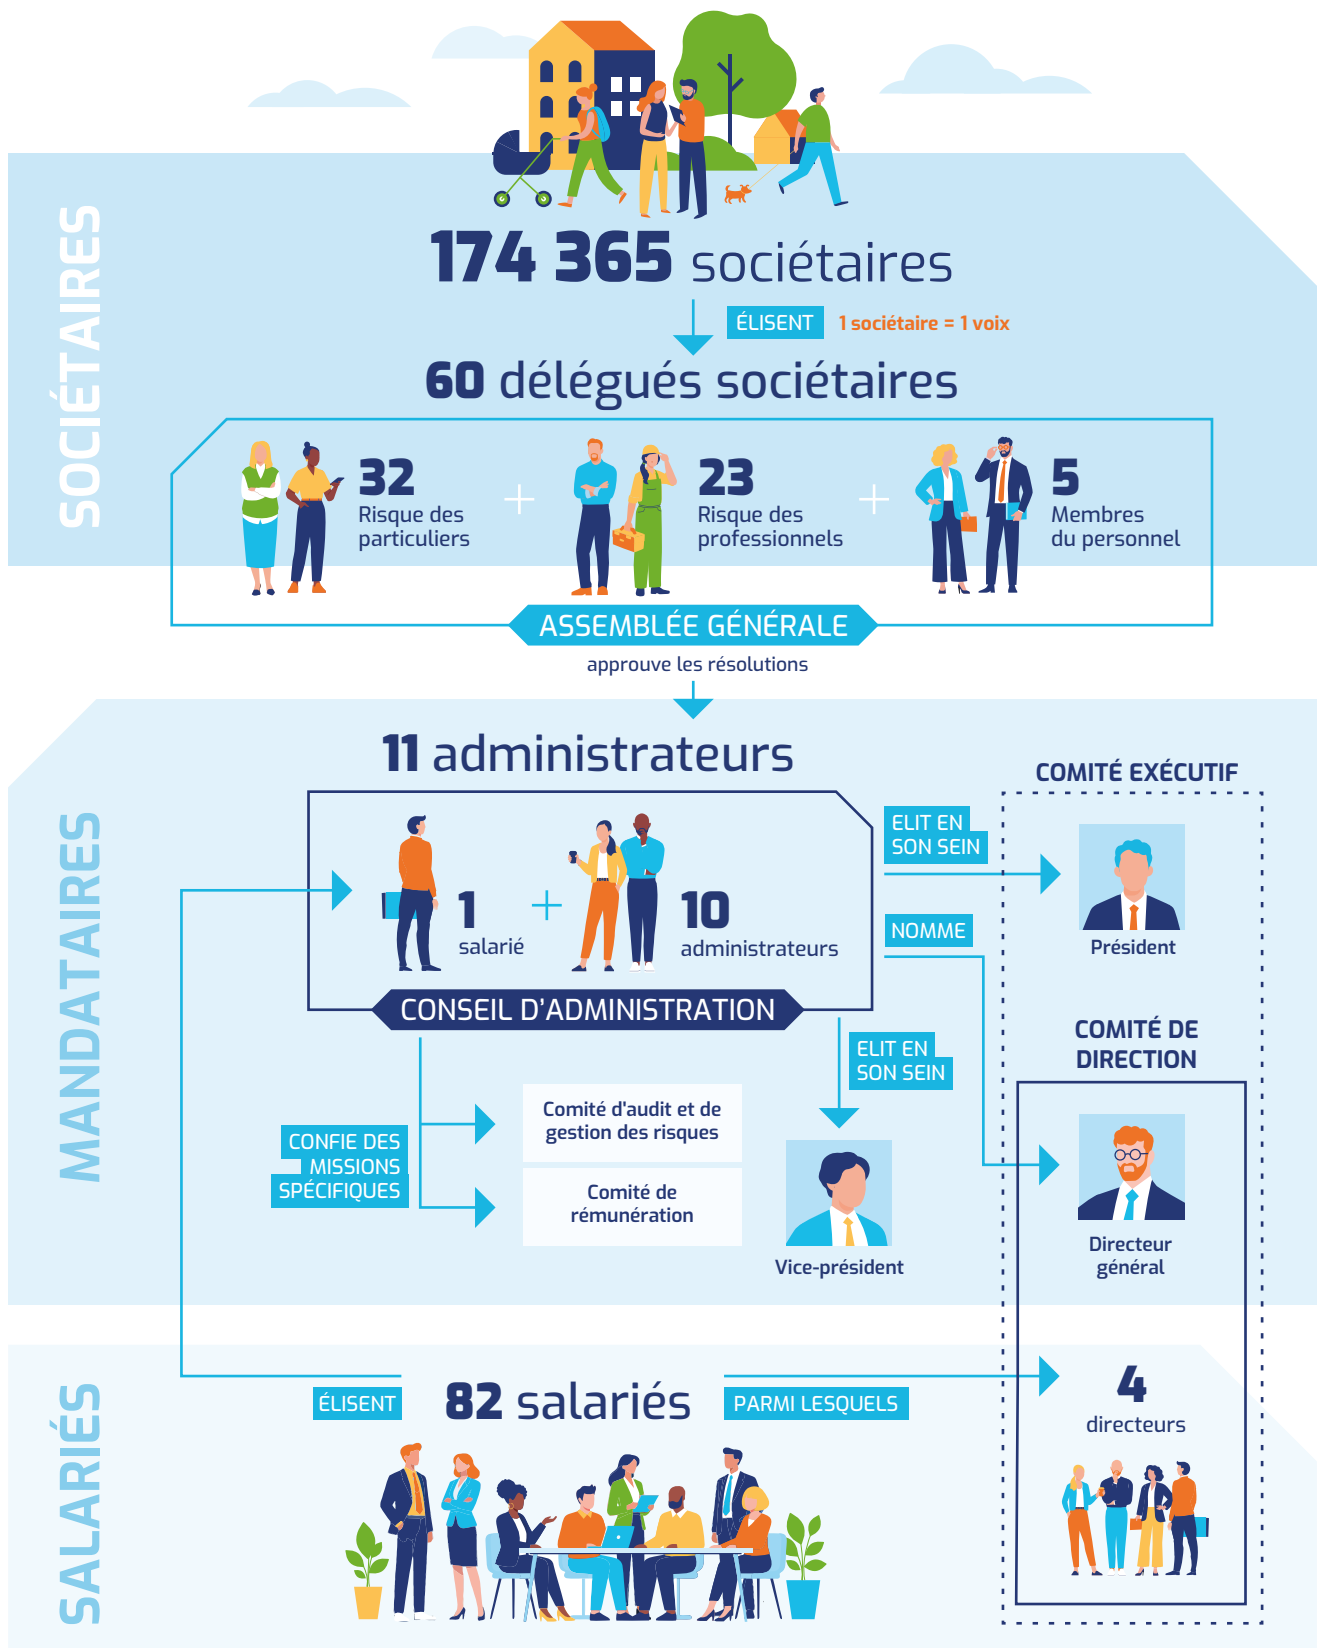 SOCIÉTAIRES
174 365 sociétaires
ÉLISENT
1 sociétaire = 1 voix
60 délégués sociétaires
32
Risque des
particuliers
+
23
Risque des
professionnels
+
5
Membres
du personnel
ASSEMBLÉE GÉNÉRALE
approuve les résolutions
MANDATAIRES
11 administrateurs
1
salarié
+
10
administrateurs
CONSEIL D'ADMINISTRATION
ELIT EN
SON SEIN
COMITÉ EXÉCUTIF
Président
NOMME
COMITÉ DE
DIRECTION
Directeur
général
ELIT EN
SON SEIN
Vice-président
CONFIE DES
MISSIONS
SPÉCIFIQUES
Comité d'audit et de
gestion des risques
Comité de
rémunération
SALARIÉS
ÉLISENT
82 salariés
PARMI LESQUELS
4
directeurs